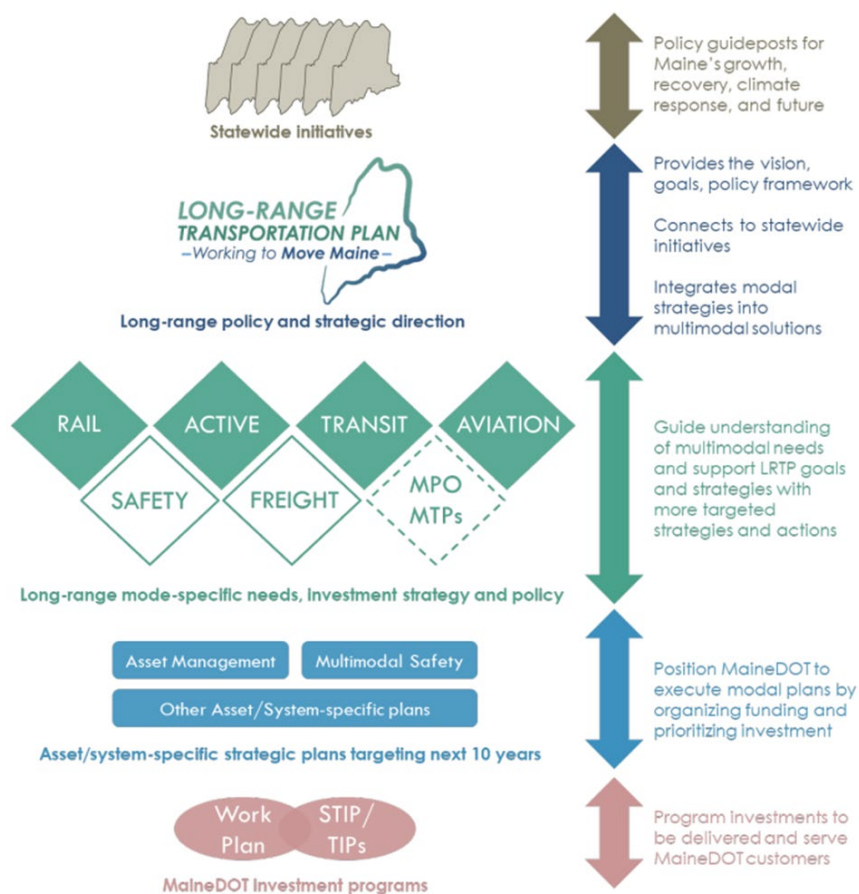 Statewide initiatives
Policy guideposts for
Maine's growth,
recovery, climate
response, and future
LONG-RANGE
TRANSPORTATION PLAN
–Working to Move Maine–
Long-range policy and strategic direction
Provides the vision,
goals, policy framework
Connects to statewide
initiatives
Integrates modal
strategies into
multimodal solutions
RAIL
ACTIVE
TRANSIT
AVIATION
SAFETY
FREIGHT
MPO
MTPs
Long-range mode-specific needs, investment strategy and policy
Guide understanding
of multimodal needs
and support LRTP goals
and strategies with
more targeted
strategies and actions
Asset Management
Multimodal Safety
Other Asset/System-specific plans
Asset/system-specific strategic plans targeting next 10 years
Position MaineDOT to
execute modal plans by
organizing funding and
prioritizing investment
Work
Plan
STIP/
TIPs
MaineDOT investment programs
Program investments to
be delivered and serve
MaineDOT customers